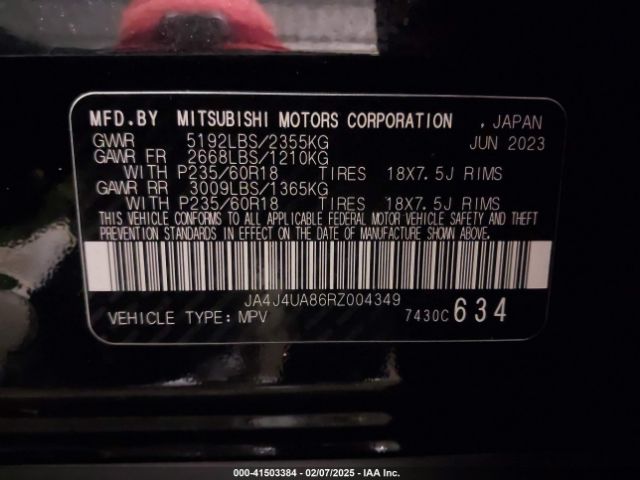 MFD.BY MITSUBISHI MOTORS CORPORATION , JAPAN
GVWR 5192LBS/2355KG JUN 2023
GAWR FR 2668LBS/1210KG
WITH P235/60R18 TIRES 18X7.5J RIMS
GAWR RR 3009LBS/1365KG
WITH P235/60R18 TIRES 18X7.5J RIMS
THIS VEHICLE CONFORMS TO ALL APPLICABLE FEDERAL MOTOR VEHICLE SAFETY AND THEFT
PREVENTION STANDARDS IN EFFECT ON THE DATE OF MANUFACTURE SHOWN ABOVE.
JA4J4UA86RZ004349
VEHICLE TYPE: MPV 7430C 634
000-41503384 - 02/07/2025 - IAA Inc.